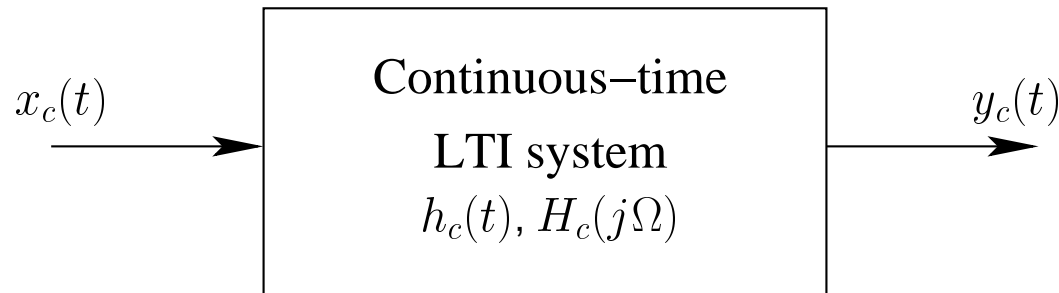 x_c(t)
Continuous–time
LTI system
h_c(t), H_c(jΩ)
y_c(t)